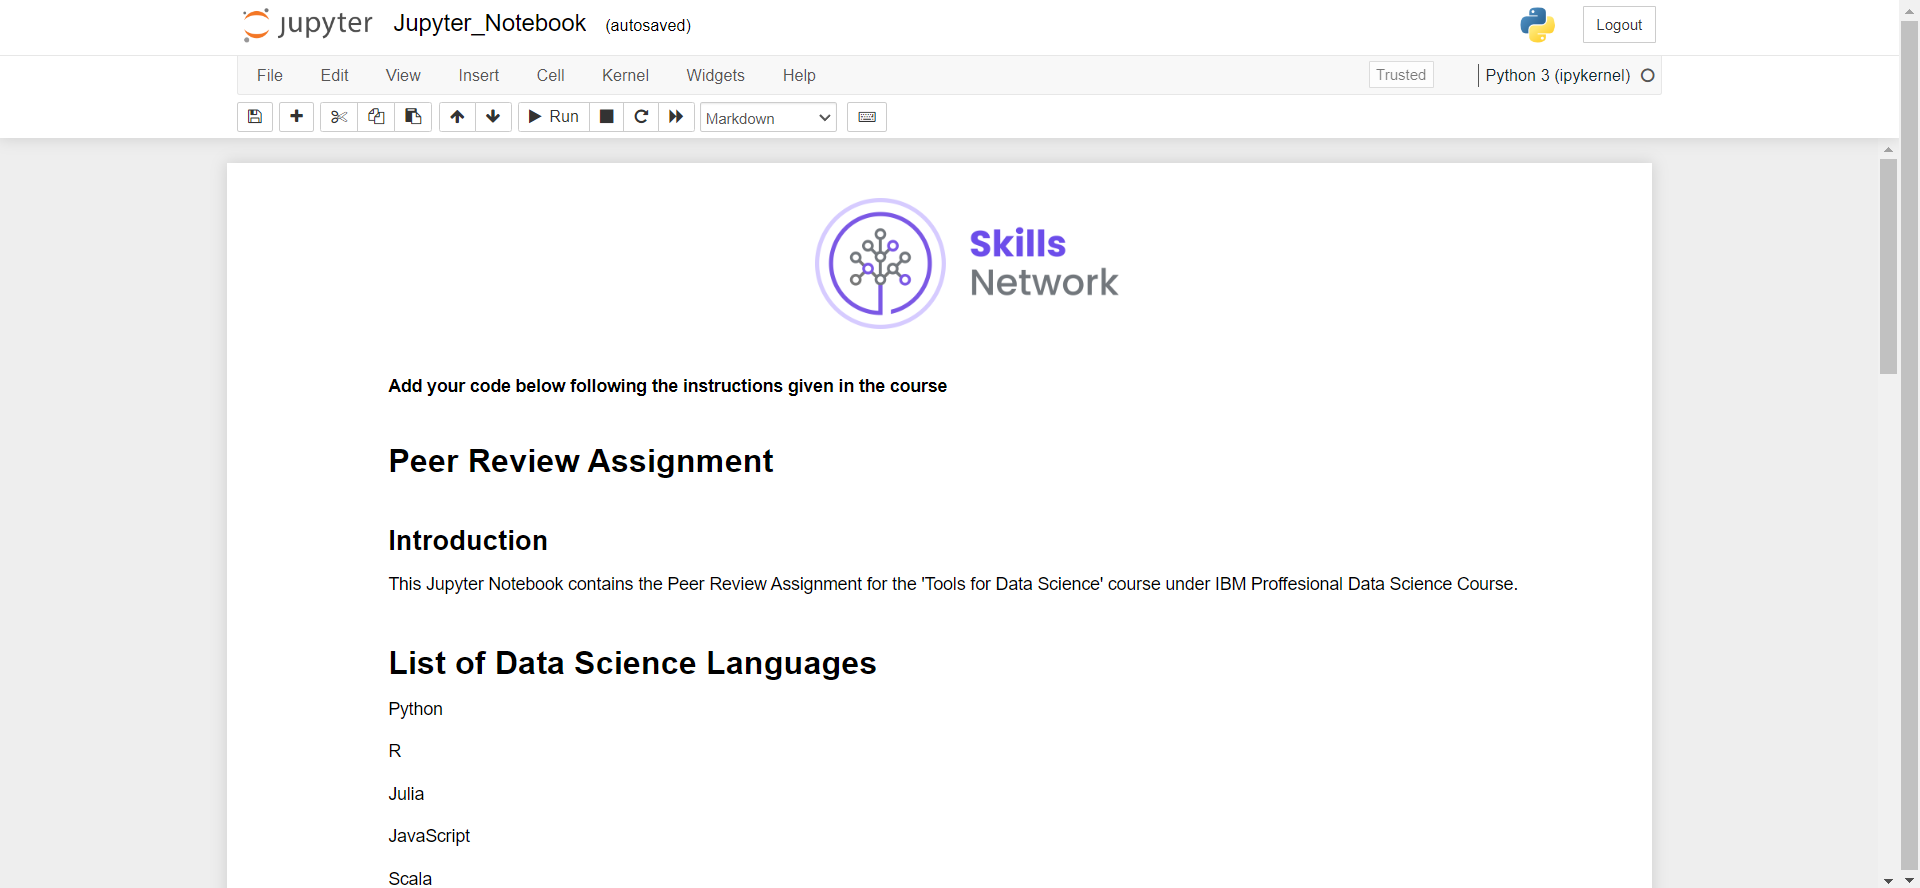 jupyter Jupyter_Notebook (autosaved) Logout
File Edit View Insert Cell Kernel Widgets Help Trusted Python 3 (ipykernel)
Run Markdown
Skills
Network
Add your code below following the instructions given in the course
Peer Review Assignment
Introduction
This Jupyter Notebook contains the Peer Review Assignment for the 'Tools for Data Science' course under IBM Proffesional Data Science Course.
List of Data Science Languages
Python
R
Julia
JavaScript
Scala